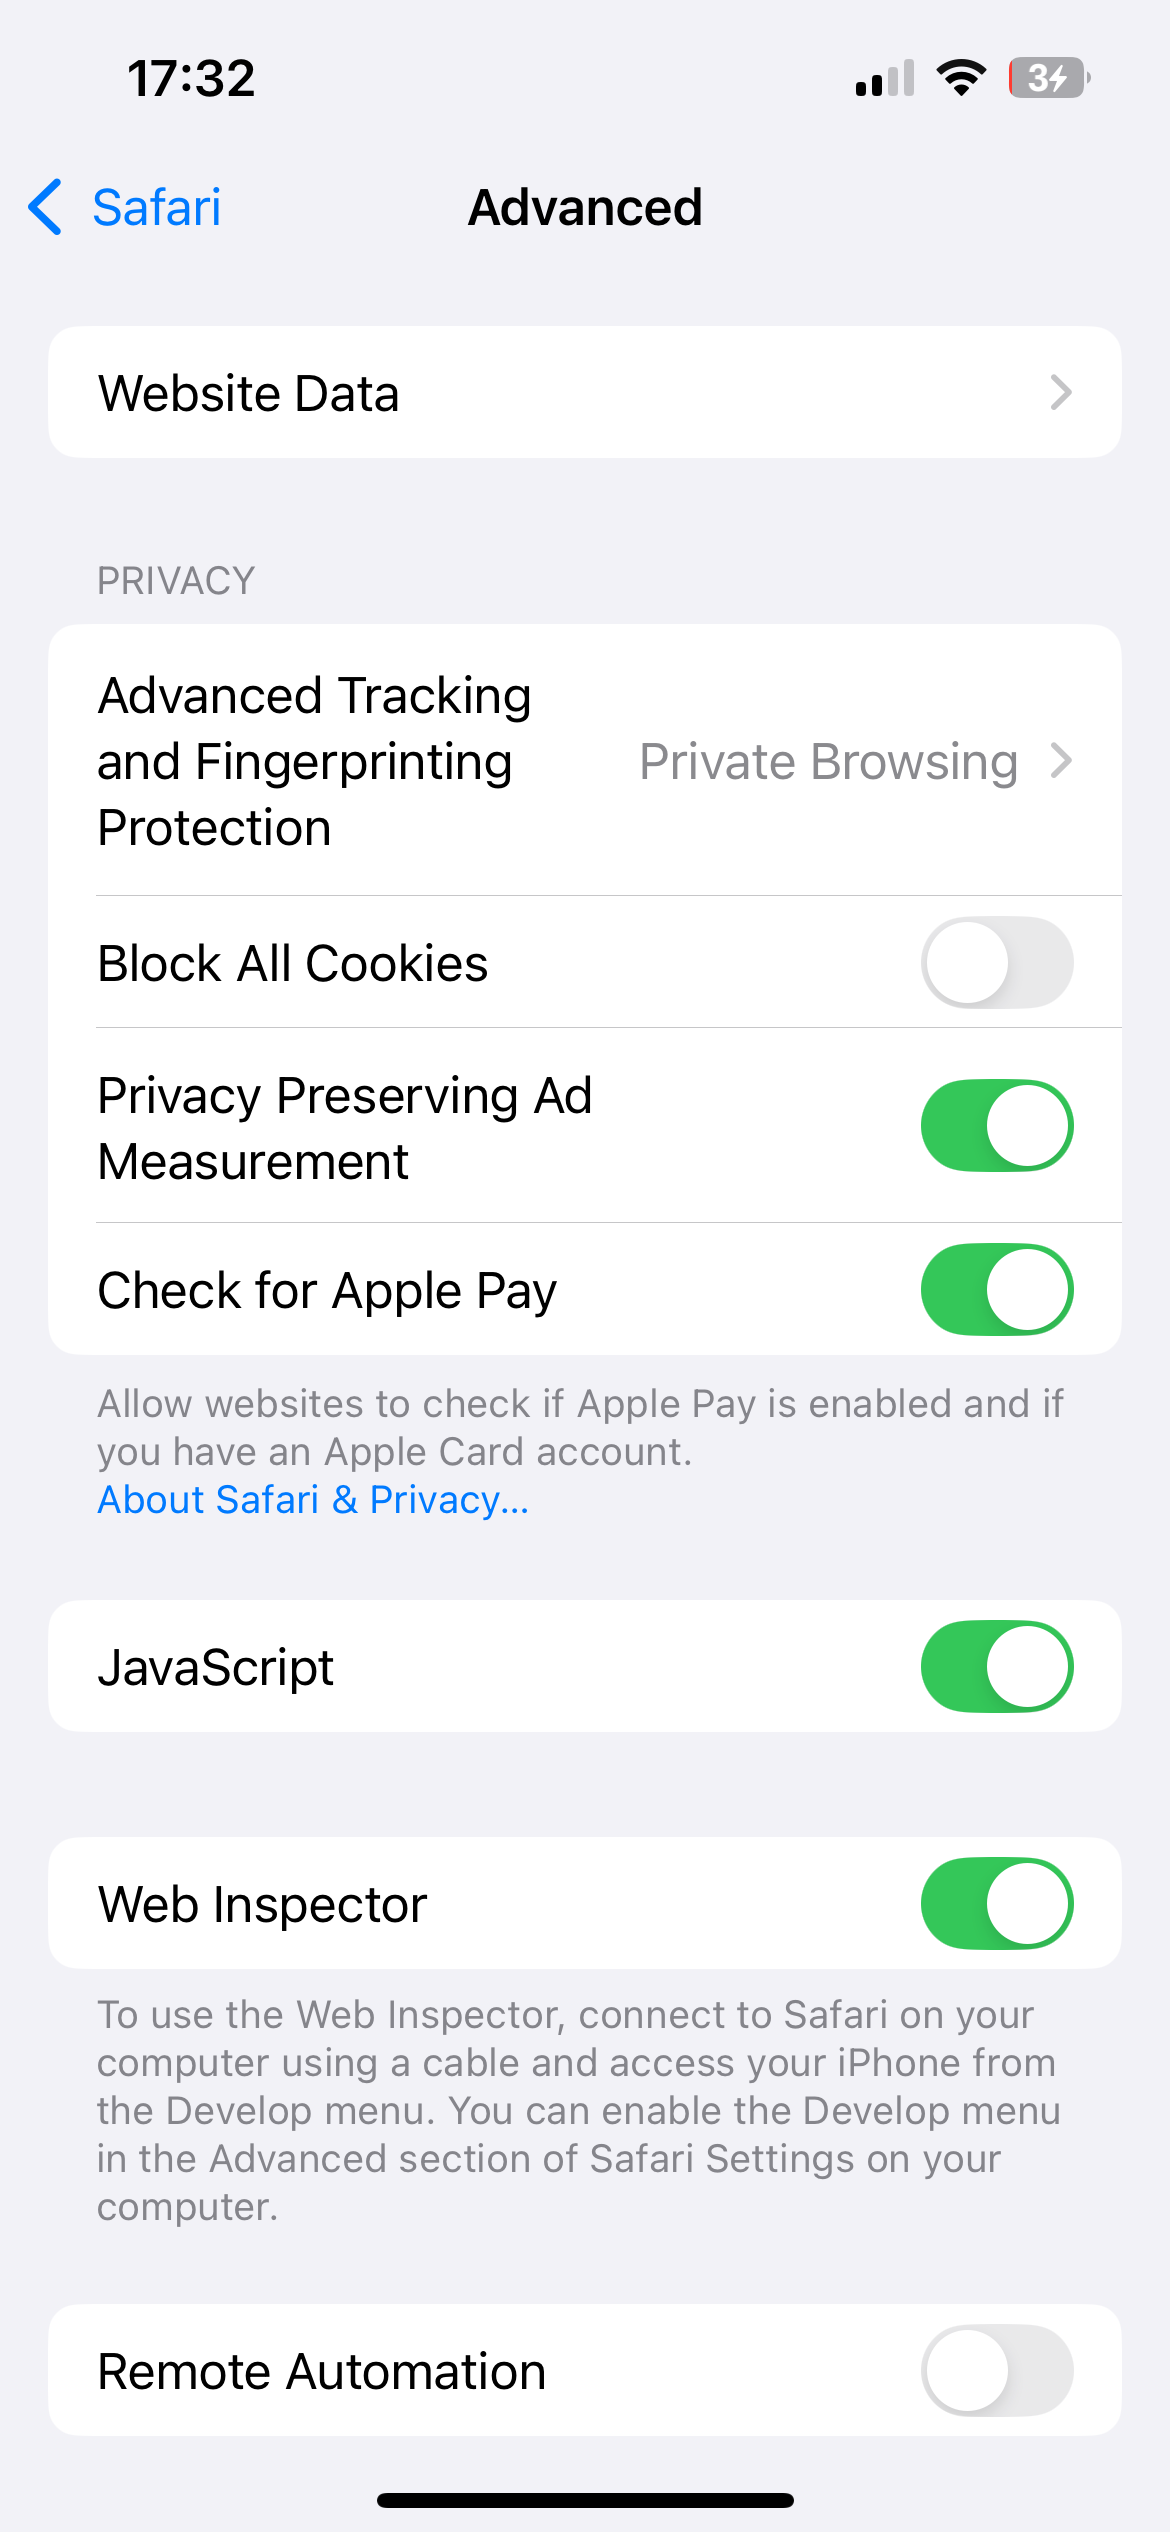 17:32
3
Safari
Advanced
Website Data
PRIVACY
Advanced Tracking
and Fingerprinting
Protection
Private Browsing
Block All Cookies
Privacy Preserving Ad
Measurement
Check for Apple Pay
Allow websites to check if Apple Pay is enabled and if
you have an Apple Card account.
About Safari & Privacy...
JavaScript
Web Inspector
To use the Web Inspector, connect to Safari on your
computer using a cable and access your iPhone from
the Develop menu. You can enable the Develop menu
in the Advanced section of Safari Settings on your
computer.
Remote Automation